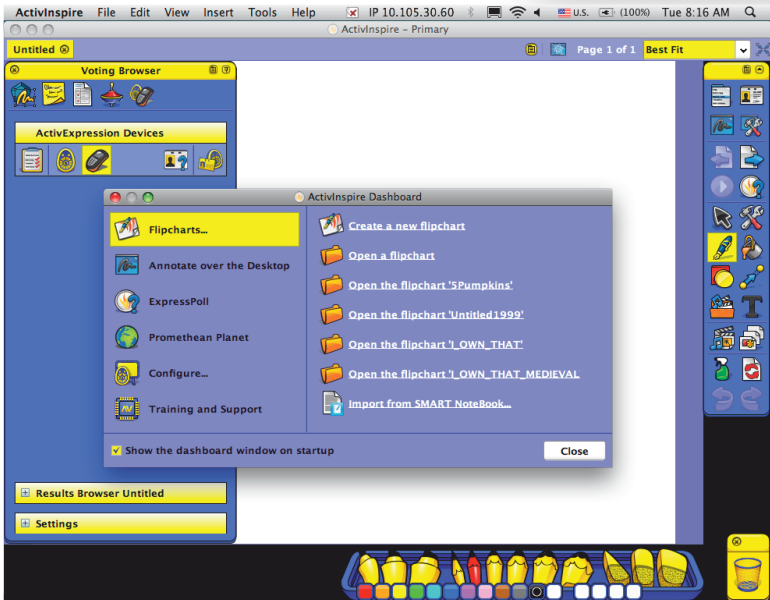 ActivInspire File Edit View Insert Tools Help IP 10.105.30.60 U.S. (100%) Tue 8:16 AM
ActivInspire - Primary
Untitled Page 1 of 1 Best Fit
Voting Browser
ActivExpression Devices
ActivInspire Dashboard
Flipcharts...
Annotate over the Desktop
ExpressPoll
Promethean Planet
Configure...
Training and Support
Create a new flipchart
Open a flipchart
Open the flipchart '5Pumpkins'
Open the flipchart 'Untitled1999'
Open the flipchart 'I_OWN_THAT'
Open the flipchart 'I_OWN_THAT_MEDIEVAL
Import from SMART NoteBook...
Show the dashboard window on startup
Close
Results Browser Untitled
Settings